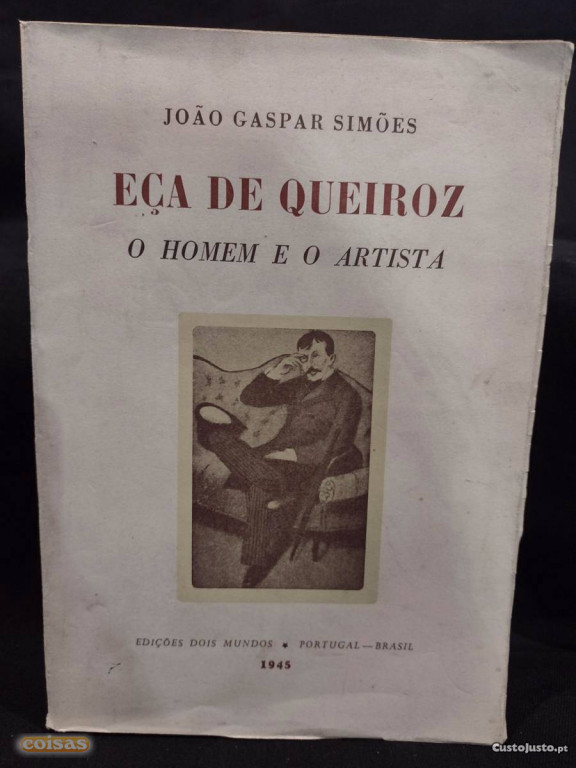 JOÃO GASPAR SIMÕES
EÇA DE QUEIROZ
O HOMEM E O ARTISTA
EDIÇÕES DOIS MUNDOS ★ PORTUGAL — BRASIL
1945
coisas
CustoJusto.pt